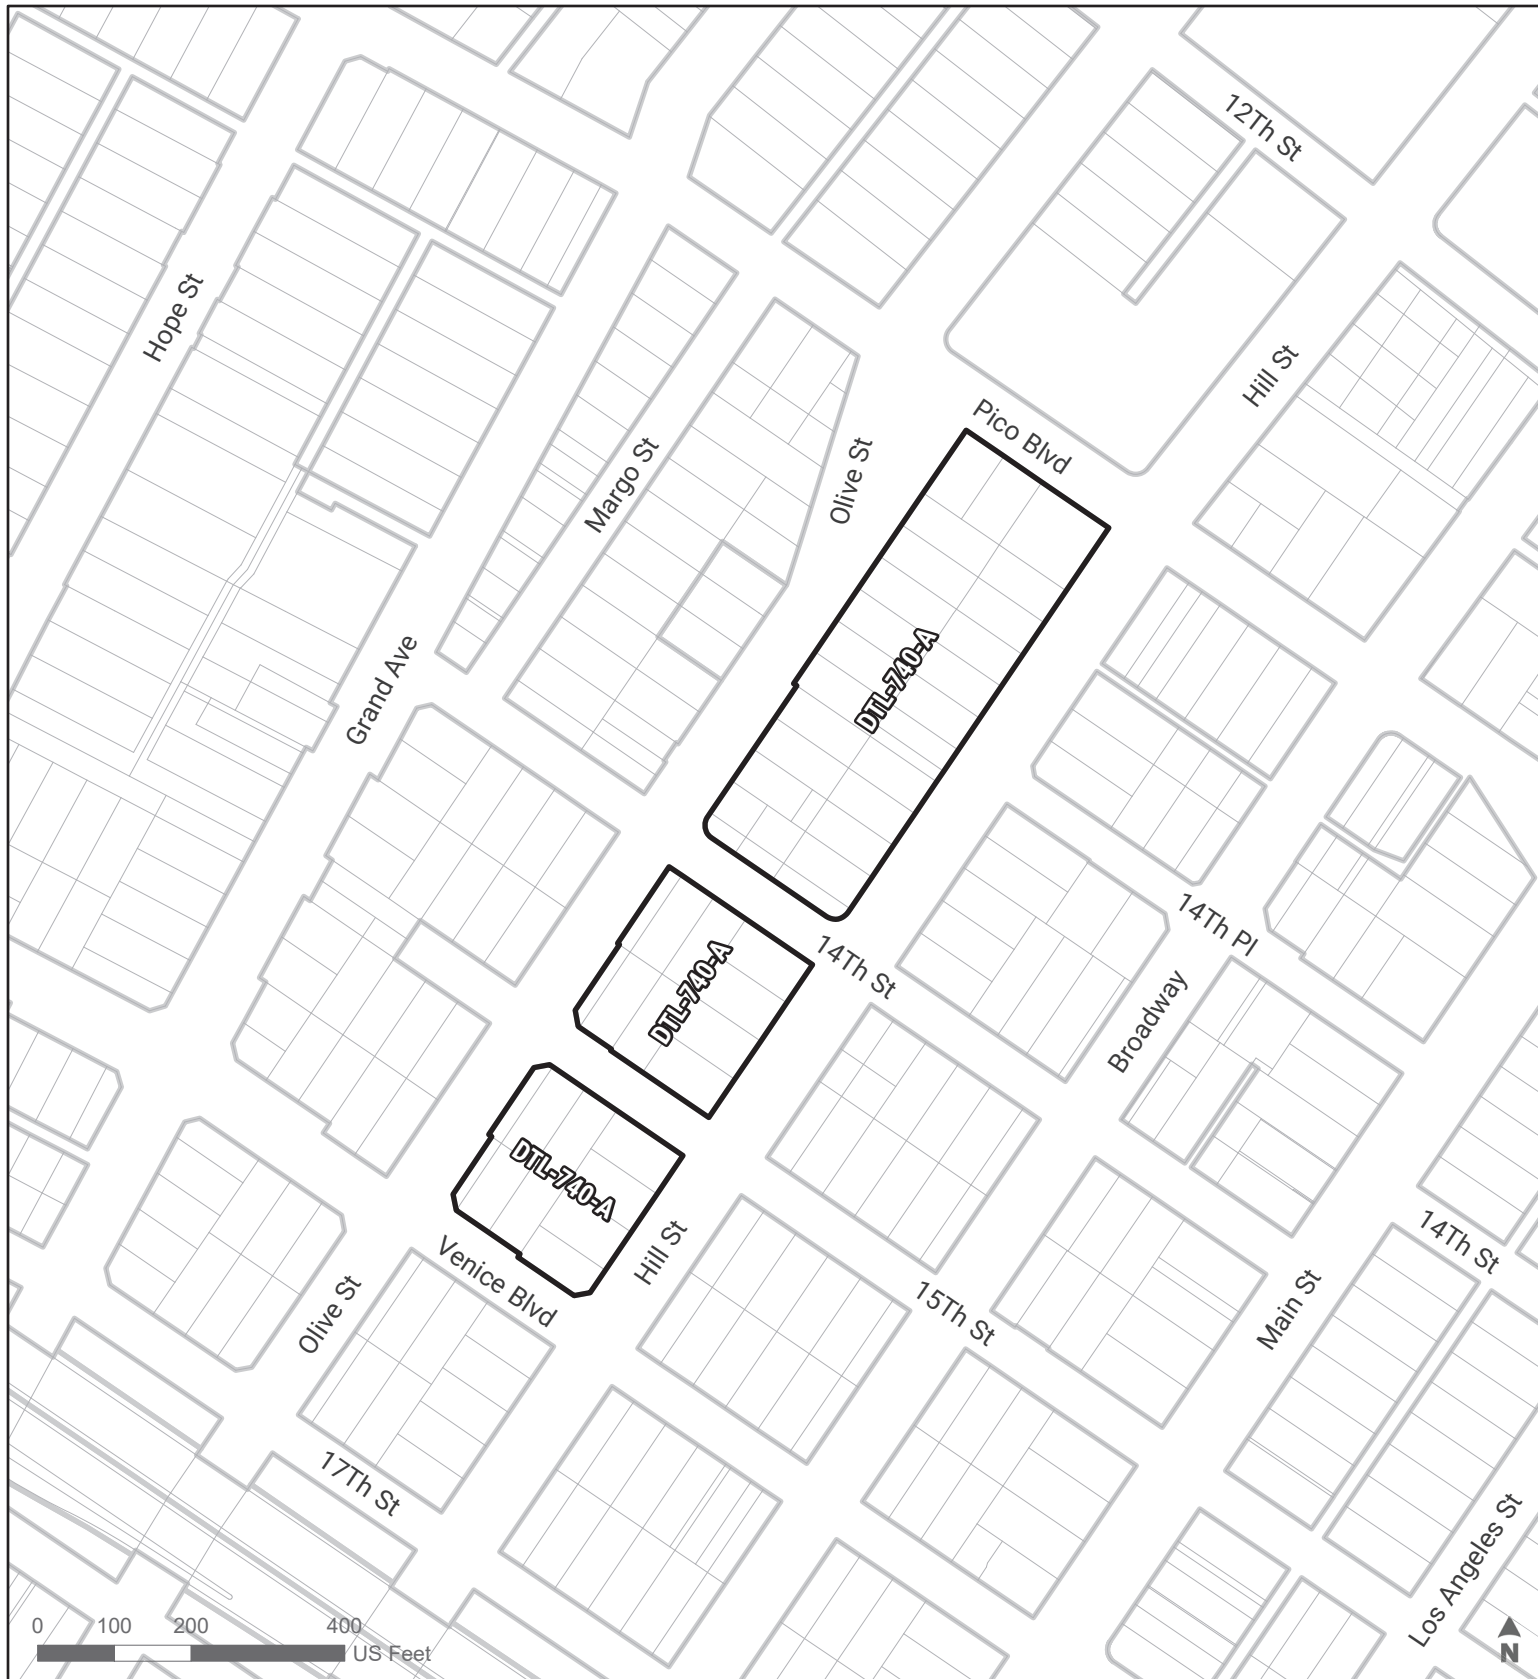 12Th St
Hope St
Hill St
Pico Blvd
Margo St
Olive St
DTL-740-A
Grand Ave
14Th Pl
14Th St
DTL-740-A
Broadway
DTL-740-A
Hill St
14Th St
Venice Blvd
Olive St
15Th St
Main St
17Th St
Los Angeles St
0 100 200 400
US Feet
N